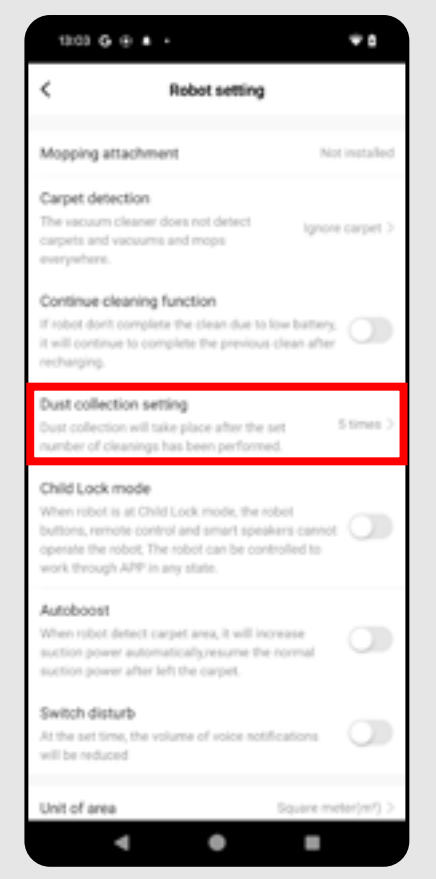 13:03 G
Robot setting
Mopping attachment Not installed
Carpet detection
The vacuum cleaner does not detect
carpets and vacuums and mops
everywhere.
Ignore carpet >
Continue cleaning function
If robot don't complete the clean due to low battery,
it will continue to complete the previous clean after
recharging.
Dust collection setting
Dust collection will take place after the set
number of cleanings has been performed.
5 times >
Child Lock mode
When robot is at Child Lock mode, the robot
buttons, remote control and smart speakers cannot
operate the robot; The robot can be controlled to
work through APP in any state.
Autoboost
When robot detect carpet area, it will increase
suction power automatically,resume the normal
suction power after left the carpet.
Switch disturb
At the set time, the volume of voice notifications
will be reduced
Unit of area Square meter(m²) >